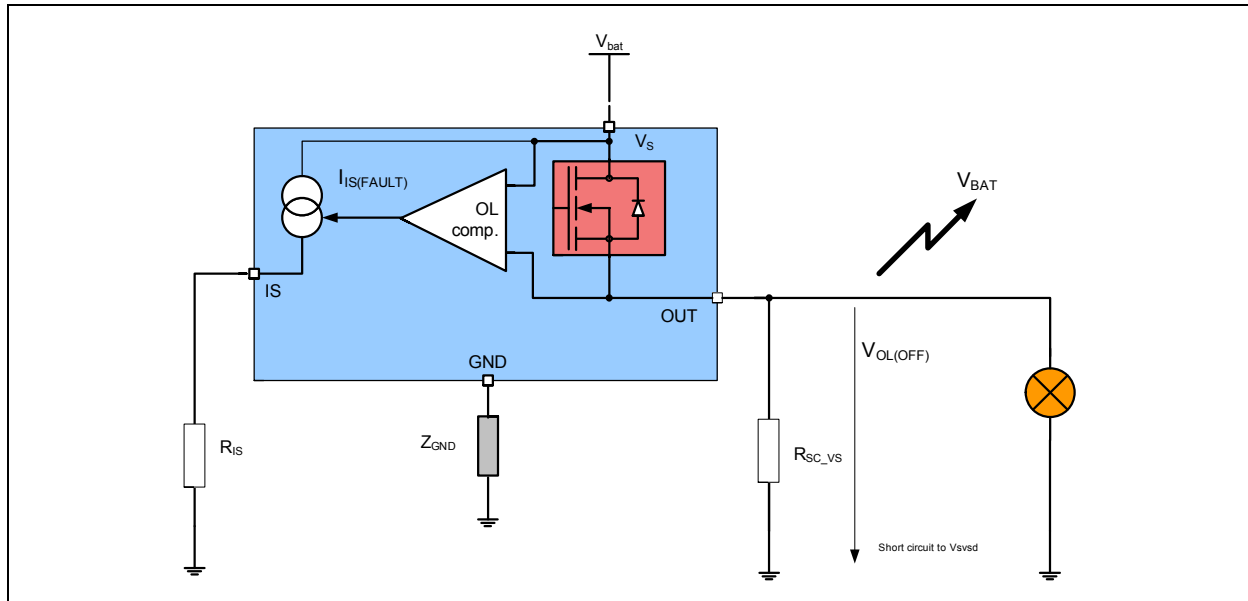 Vbat
VS
IIS(FAULT)
OL
comp.
VBAT
IS
OUT
VOL(OFF)
GND
RIS
ZGND
RSC_VS
Short circuit to Vsvsd